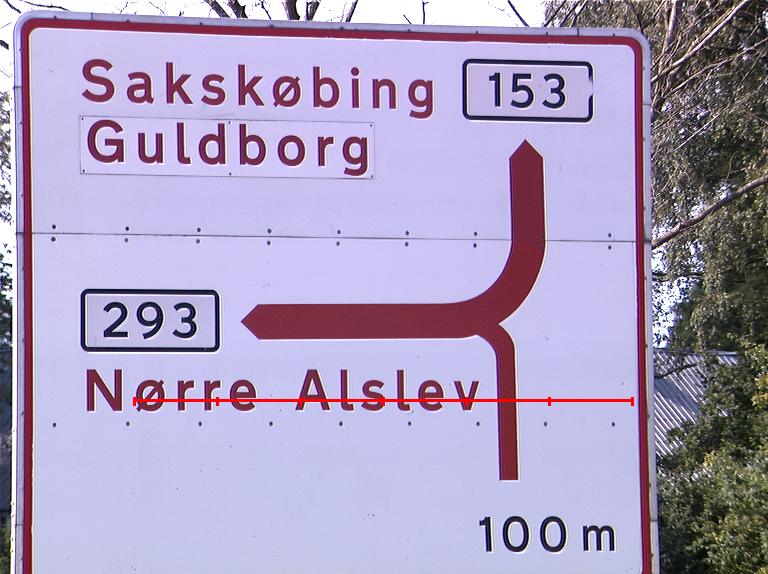 Sakskøbing 153
Guldborg
293
Nørre Alslev
100 m